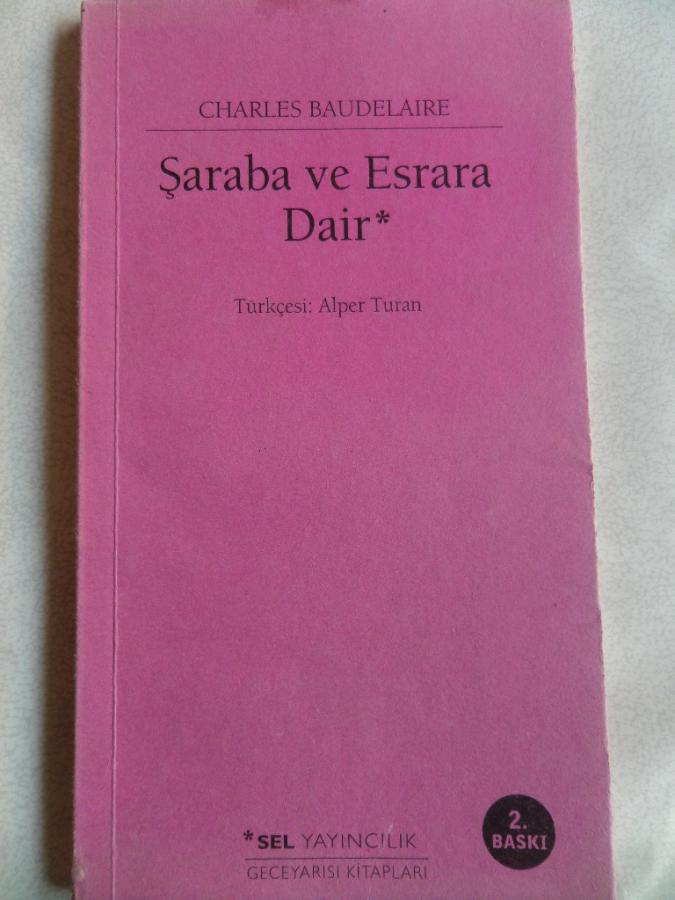 CHARLES BAUDELAIRE
Şaraba ve Esrara
Dair*
Türkçesi: Alper Turan
2.
BASKI
*SEL YAYINCILIK
GECEYARISI KİTAPLARI